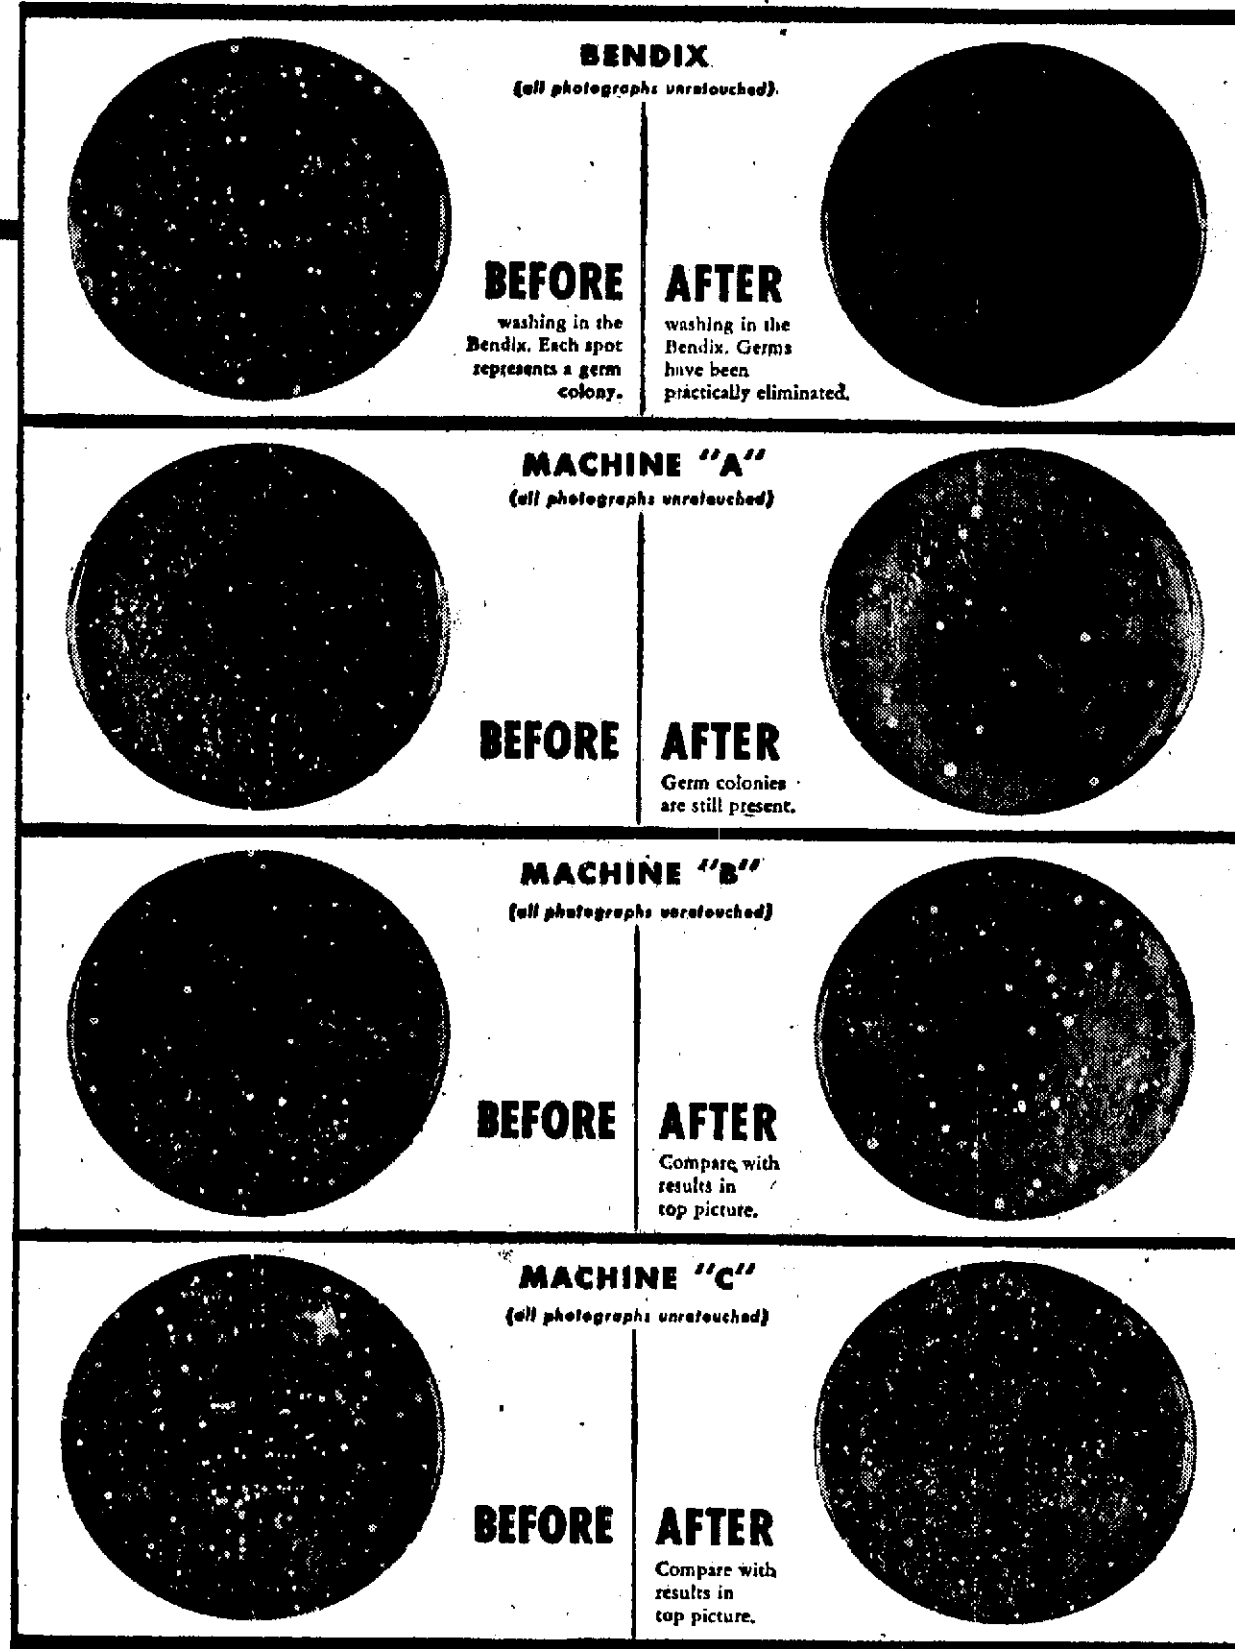 BENDIX
(all photographs unretouched).
BEFORE
washing in the
Bendix. Each spot
represents a germ
colony.
AFTER
washing in the
Bendix. Germs
have been
practically eliminated.
MACHINE "A"
(all photographs unretouched)
BEFORE
AFTER
Germ colonies
are still present.
MACHINE "B"
(all photographs unretouched)
BEFORE
AFTER
Compare with
results in
top picture.
MACHINE "C"
(all photographs unretouched)
BEFORE
AFTER
Compare with
results in
top picture.